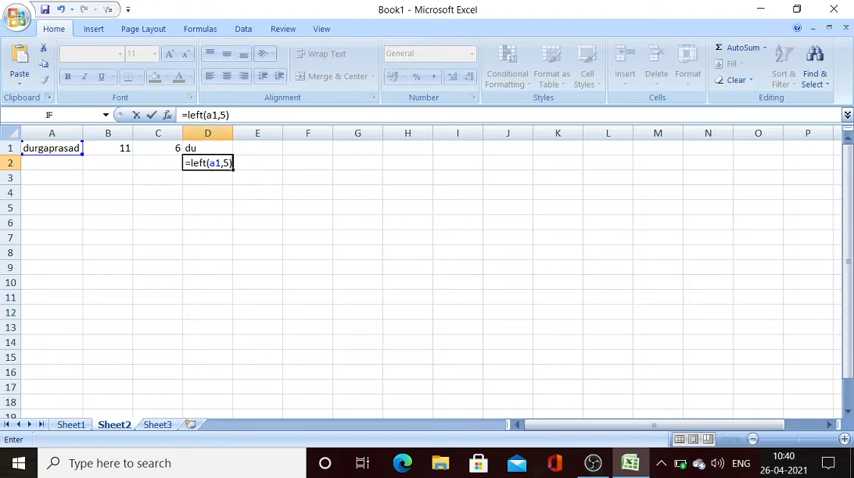 Book1 - Microsoft Excel
Home Insert Page Layout Formulas Data Review View
Paste
Clipboard
11
B I U
Font
Wrap Text
Merge & Center
Alignment
General
Number
Conditional Formatting
Format as Table
Cell Styles
Styles
Insert
Delete
Format
Cells
Σ AutoSum
Fill
Clear
Sort & Filter
Find & Select
Editing
IF =left(a1,5)
A B C D E F G H I J K L M N O P
1 durgaprasad 11 6 du
2 =left(a1,5)
3
4
5
6
7
8
9
10
11
12
13
14
15
16
17
18
19
Sheet1 Sheet2 Sheet3
Enter
Type here to search
ENG
10:40
26-04-2021